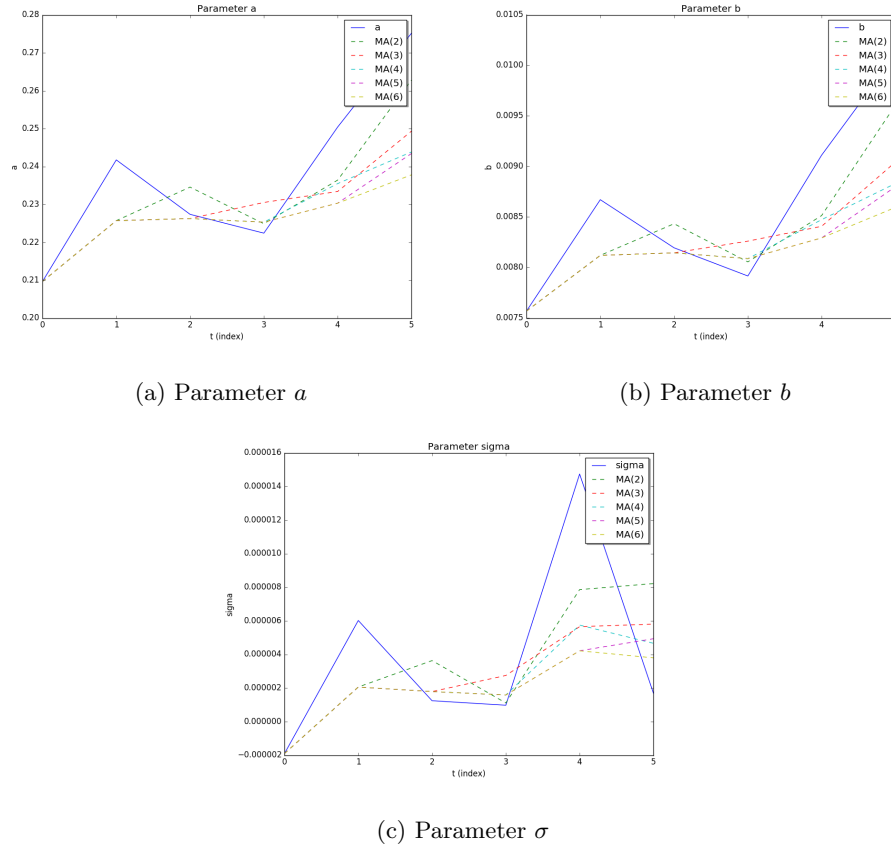 Parameter a
0.28
0.27
0.26
0.25
0.24
0.23
0.22
0.21
0.20
a
a
MA(2)
MA(3)
MA(4)
MA(5)
MA(6)
0 1 2 3 4 5
t (index)
(a) Parameter a
Parameter b
0.0105
0.0100
0.0095
0.0090
0.0085
0.0080
0.0075
b
b
MA(2)
MA(3)
MA(4)
MA(5)
MA(6)
0 1 2 3 4
t (index)
(b) Parameter b
Parameter sigma
0.000016
0.000014
0.000012
0.000010
0.000008
0.000006
0.000004
0.000002
0.000000
−0.000002
sigma
sigma
MA(2)
MA(3)
MA(4)
MA(5)
MA(6)
0 1 2 3 4 5
t (index)
(c) Parameter σ